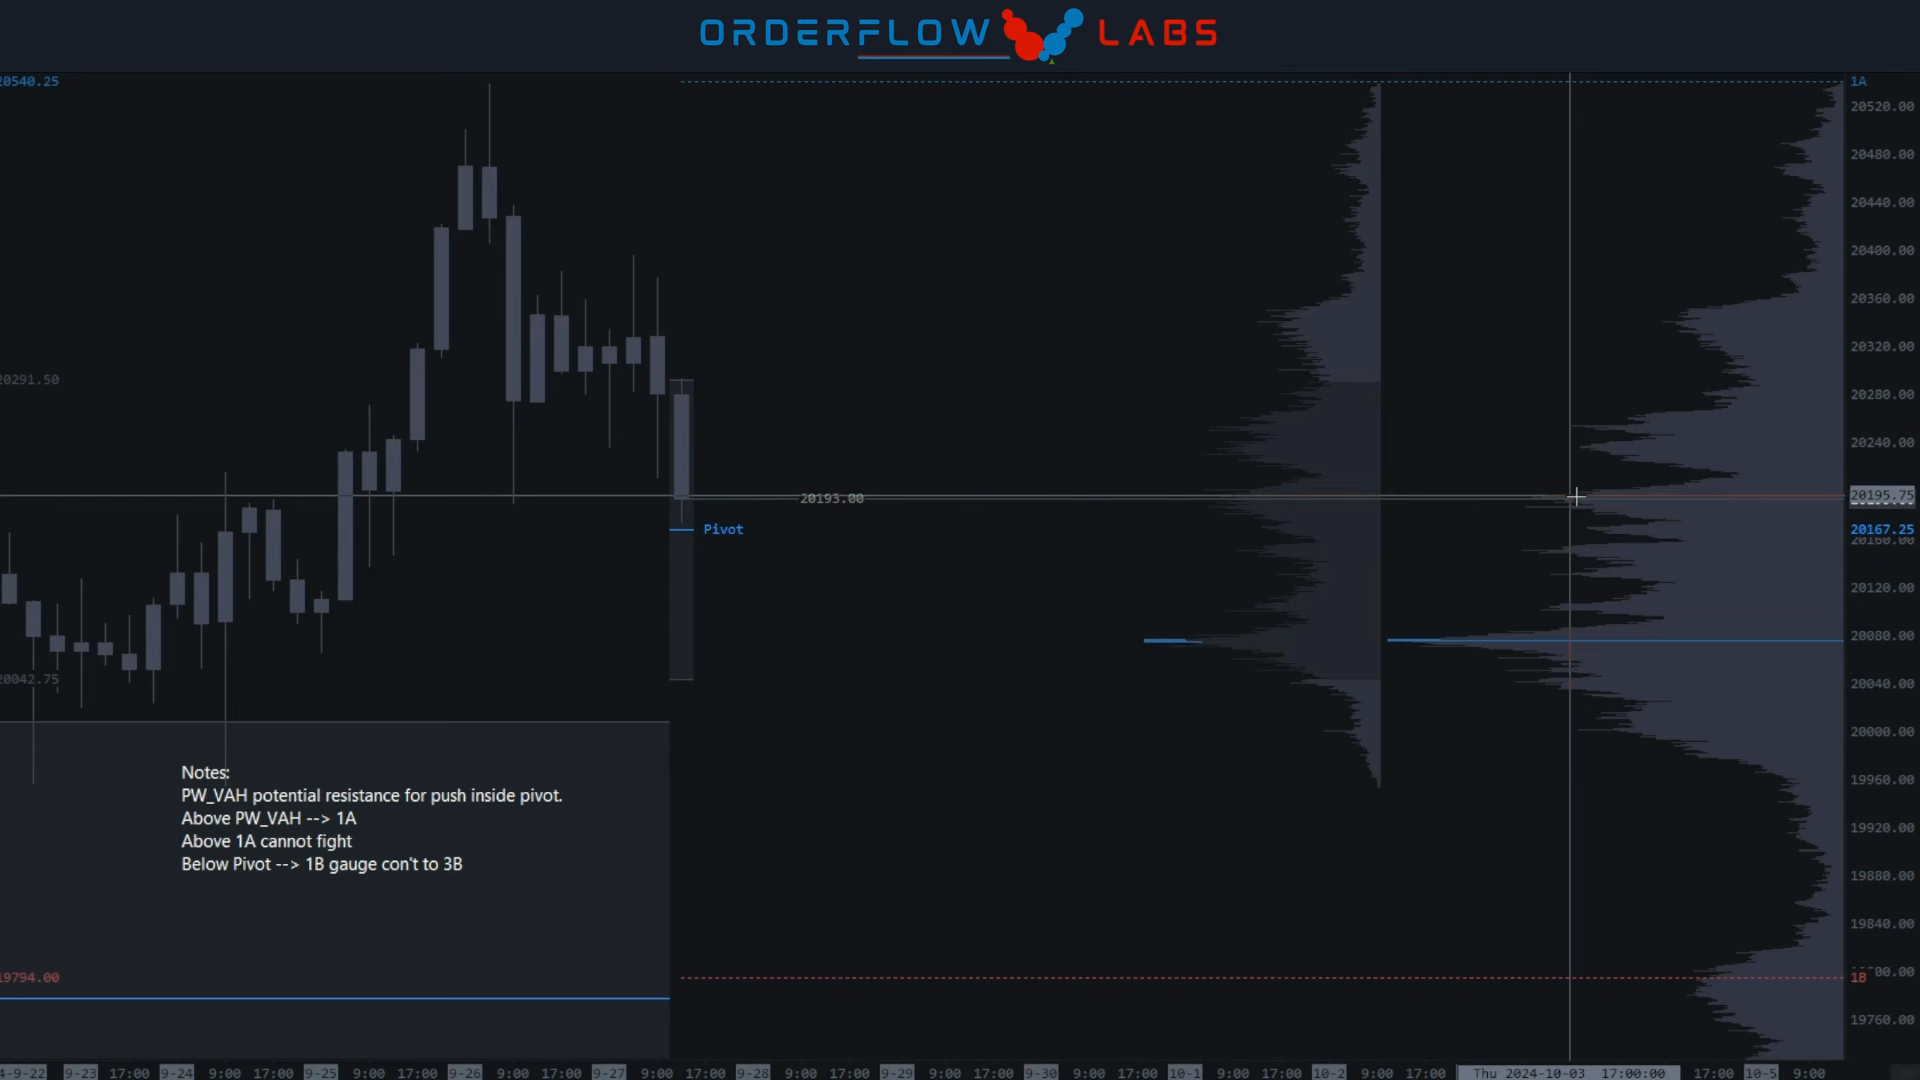 ORDERFLOW LABS
20540.25
1A
20520.00
20480.00
20440.00
20400.00
20360.00
20320.00
20291.50
20280.00
20240.00
20193.00
20195.75
Pivot
20167.25
20160.00
20120.00
20080.00
20042.75
20040.00
20000.00
19960.00
19920.00
19880.00
19840.00
19794.00
1B
19760.00
Notes:
PW_VAH potential resistance for push inside pivot.
Above PW_VAH --> 1A
Above 1A cannot fight
Below Pivot --> 1B gauge con't to 3B
4-9-22 9-23 17:00 9-24 9:00 17:00 9-25 9:00 17:00 9-26 9:00 17:00 9-27 9:00 17:00 9-28 9:00 17:00 9-29 9:00 17:00 9-30 9:00 17:00 10-1 9:00 17:00 10-2 9:00 17:00 Thu 2024-10-03 17:00:00 17:00 10-5 9:00